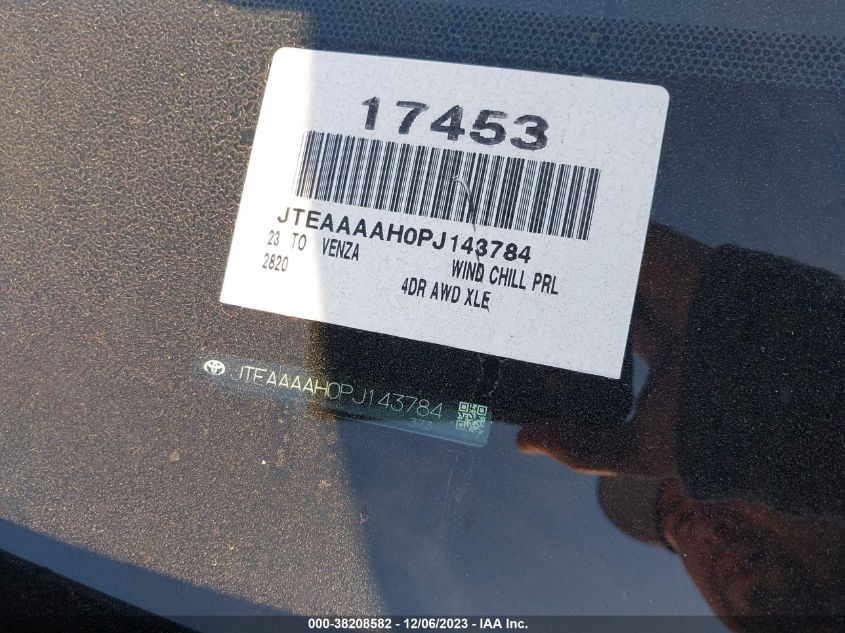 17453
JTEAAAAH0PJ143784
23 TO VENZA WIND CHILL PRL
2820 4DR AWD XLE
JTEAAAAH0PJ143784
373
000-38208582 - 12/06/2023 - IAA Inc.